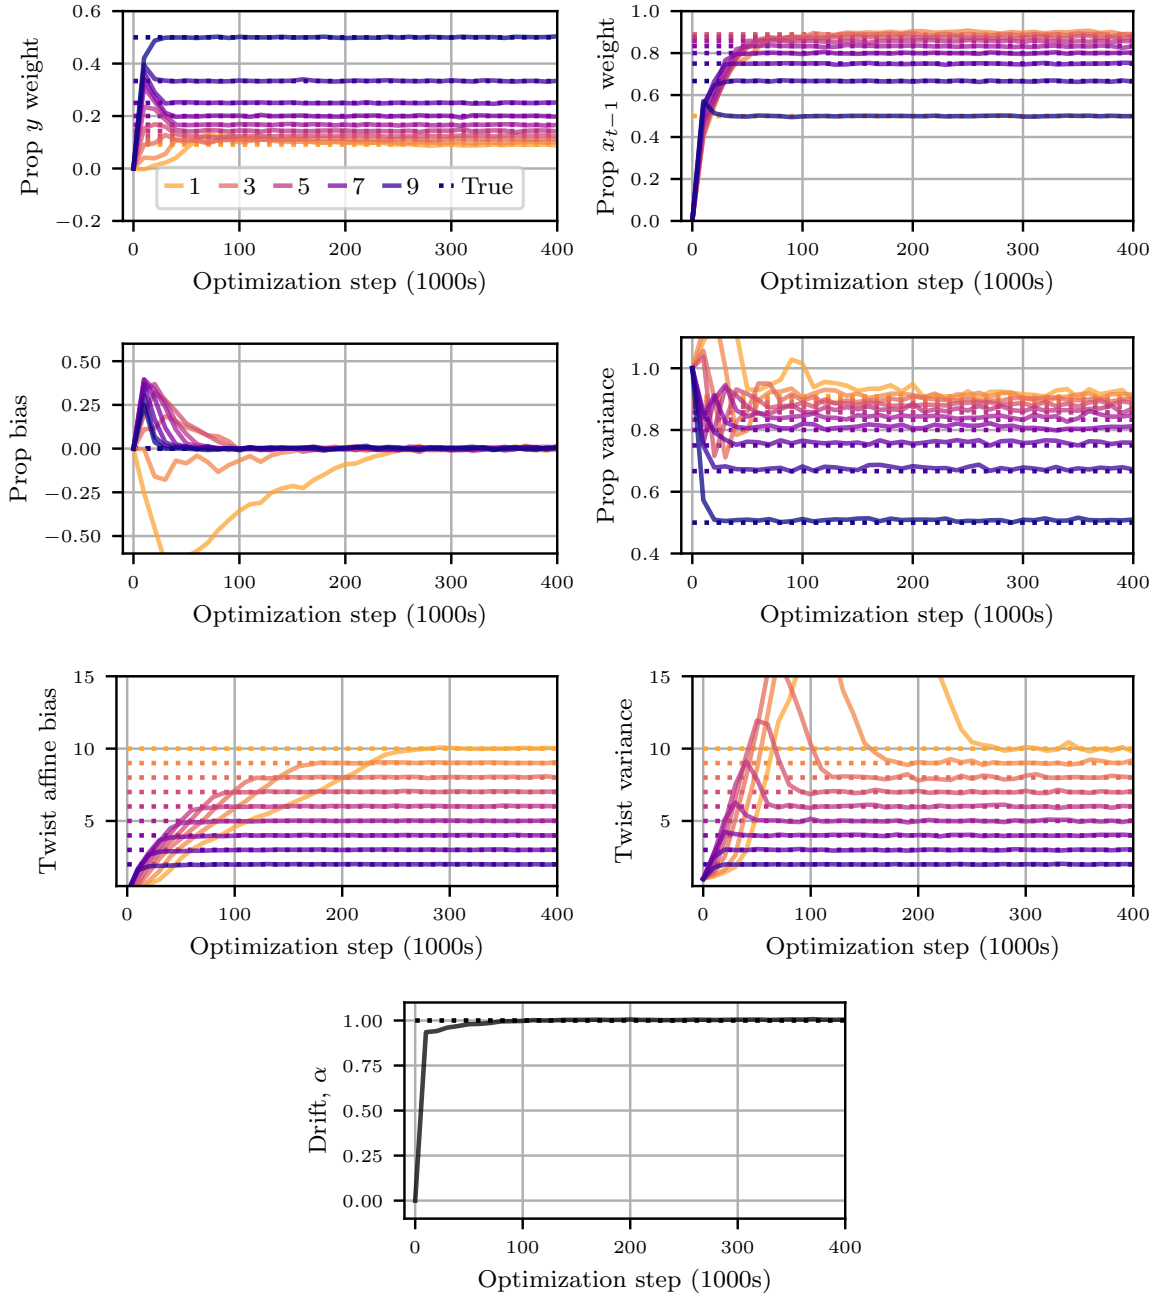 Prop y weight
0.6
0.4
0.2
0.0
−0.2
1 3 5 7 9 True
0 100 200 300 400
Optimization step (1000s)
Prop x_{t−1} weight
1.0
0.8
0.6
0.4
0.2
0.0
0 100 200 300 400
Optimization step (1000s)
Prop bias
0.50
0.25
0.00
−0.25
−0.50
0 100 200 300 400
Optimization step (1000s)
Prop variance
1.0
0.8
0.6
0.4
0 100 200 300 400
Optimization step (1000s)
Twist affine bias
15
10
5
0 100 200 300 400
Optimization step (1000s)
Twist variance
15
10
5
0 100 200 300 400
Optimization step (1000s)
Drift, α
1.00
0.75
0.50
0.25
0.00
0 100 200 300 400
Optimization step (1000s)